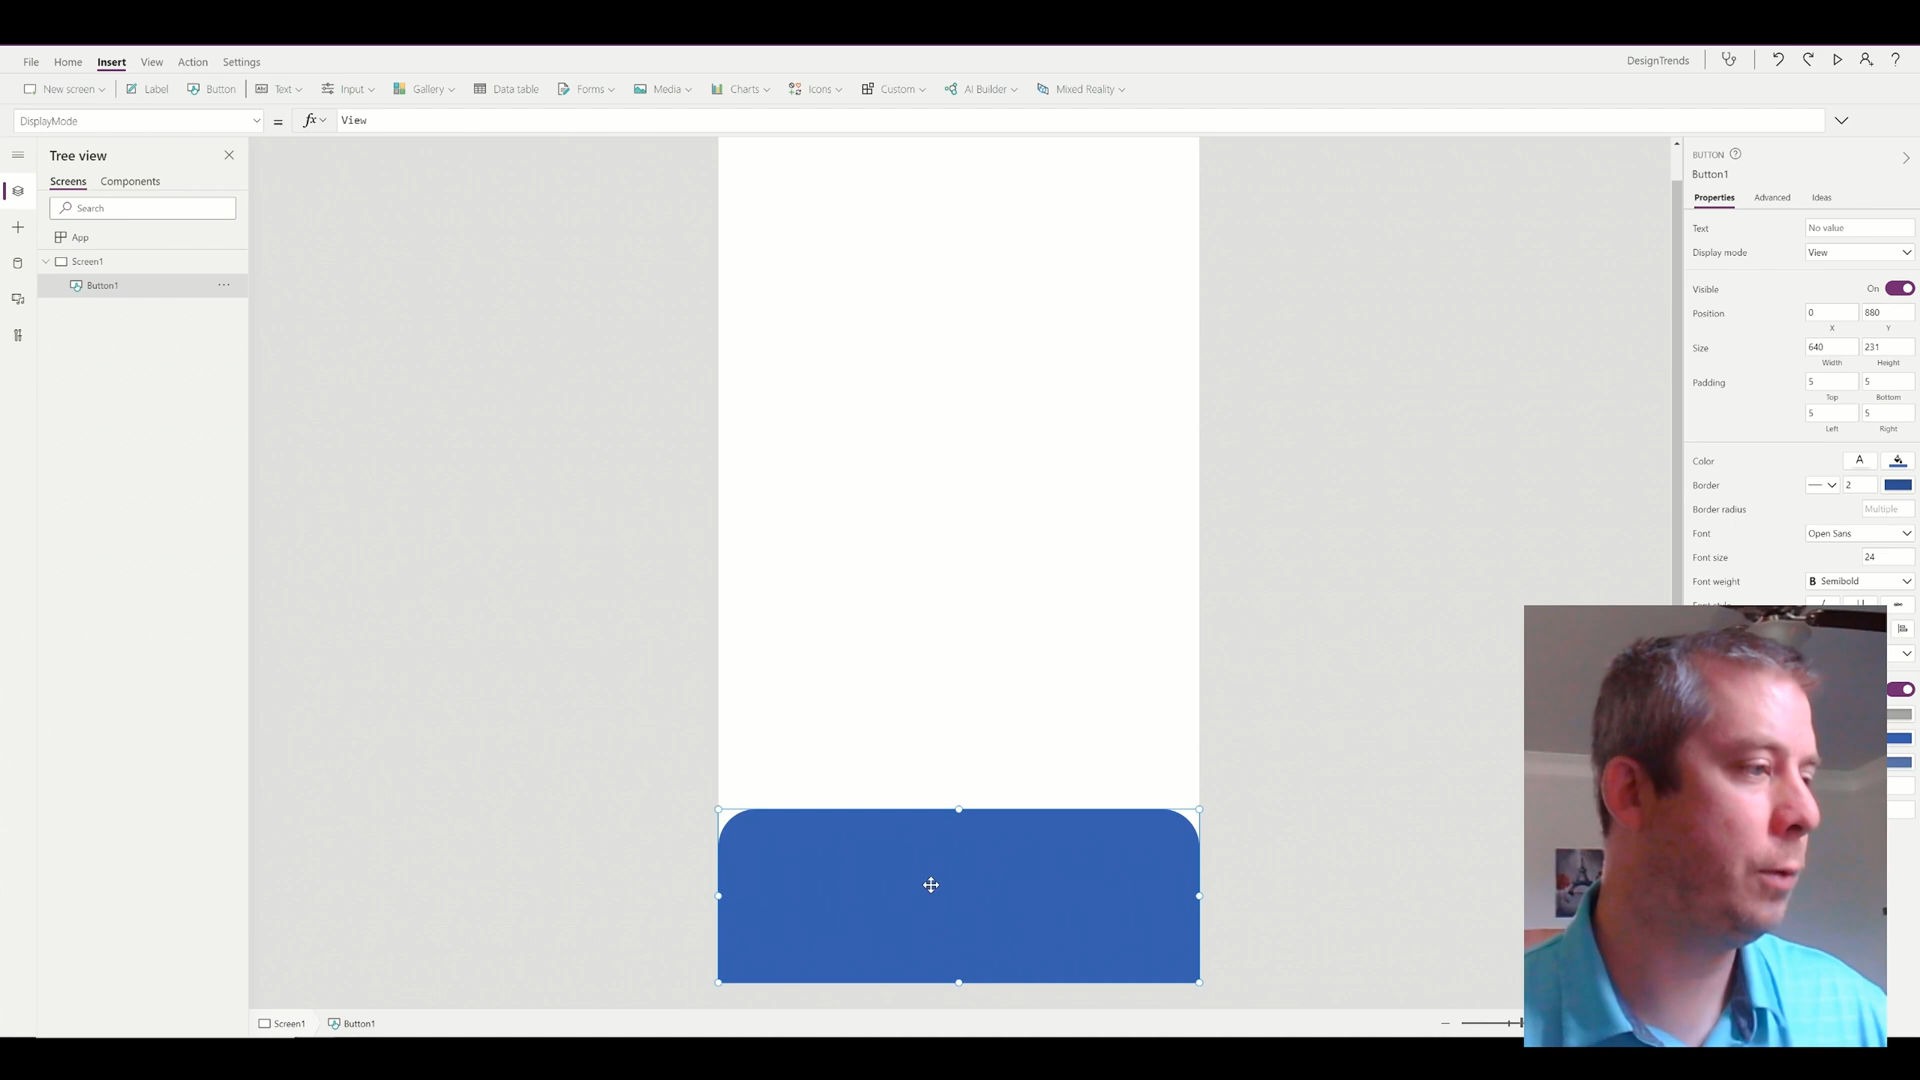 File Home Insert View Action Settings DesignTrends
New screen Label Button Text Input Gallery Data table Forms Media Charts Icons Custom AI Builder Mixed Reality
DisplayMode = fx View
Tree view
Screens Components
Search
App
Screen1
Button1 ...
BUTTON
Button1
Properties Advanced Ideas
Text No value
Display mode View
Visible On
Position 0 880
X Y
Size 640 231
Width Height
Padding 5 5
Top Bottom
5 5
Left Right
Color A
Border 2
Border radius Multiple
Font Open Sans
Font size 24
Font weight B Semibold
Screen1 Button1